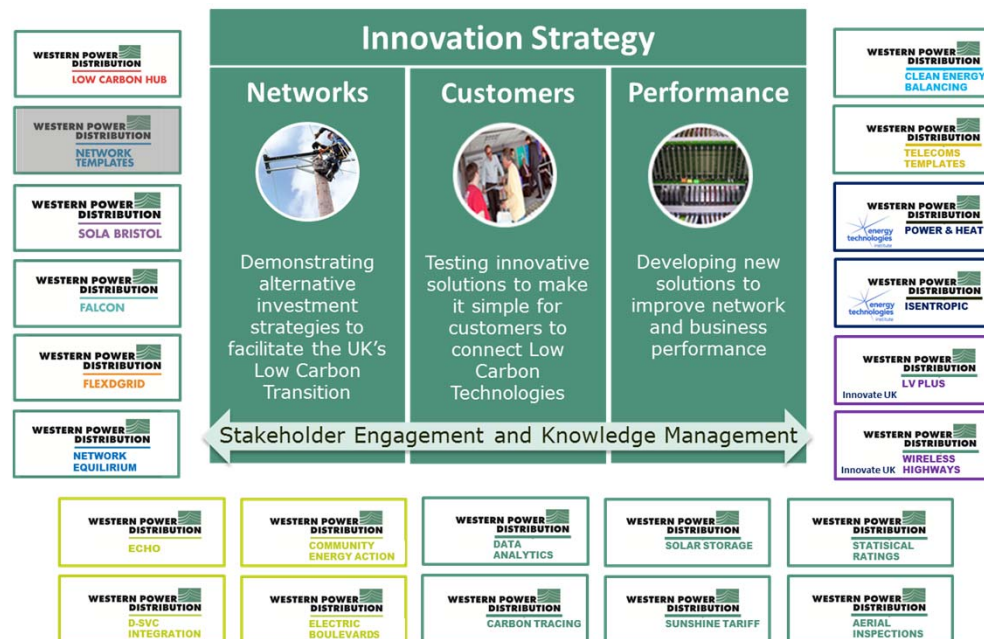 Innovation Strategy
Networks
Demonstrating
alternative
investment
strategies to
facilitate the UK's
Low Carbon
Transition
Customers
Testing innovative
solutions to make
it simple for
customers to
connect Low
Carbon
Technologies
Performance
Developing new
solutions to
improve network
and business
performance
Stakeholder Engagement and Knowledge Management
WESTERN POWER
DISTRIBUTION
LOW CARBON HUB
WESTERN POWER
DISTRIBUTION
NETWORK
TEMPLATES
WESTERN POWER
DISTRIBUTION
SOLA BRISTOL
WESTERN POWER
DISTRIBUTION
FALCON
WESTERN POWER
DISTRIBUTION
FLEXDGRID
WESTERN POWER
DISTRIBUTION
NETWORK
EQUILIRIUM
WESTERN POWER
DISTRIBUTION
CLEAN ENERGY
BALANCING
WESTERN POWER
DISTRIBUTION
TELECOMS
TEMPLATES
WESTERN POWER
DISTRIBUTION
energy
technologies
institute
POWER & HEAT
WESTERN POWER
DISTRIBUTION
energy
technologies
institute
ISENTROPIC
WESTERN POWER
DISTRIBUTION
LV PLUS
Innovate UK
WESTERN POWER
DISTRIBUTION
WIRELESS
HIGHWAYS
Innovate UK
WESTERN POWER
DISTRIBUTION
ECHO
WESTERN POWER
DISTRIBUTION
COMMUNITY
ENERGY ACTION
WESTERN POWER
DISTRIBUTION
DATA
ANALYTICS
WESTERN POWER
DISTRIBUTION
SOLAR STORAGE
WESTERN POWER
DISTRIBUTION
STATISICAL
RATINGS
WESTERN POWER
DISTRIBUTION
D-SVC
INTEGRATION
WESTERN POWER
DISTRIBUTION
ELECTRIC
BOULEVARDS
WESTERN POWER
DISTRIBUTION
CARBON TRACING
WESTERN POWER
DISTRIBUTION
SUNSHINE TARIFF
WESTERN POWER
DISTRIBUTION
AERIAL
INSPECTIONS